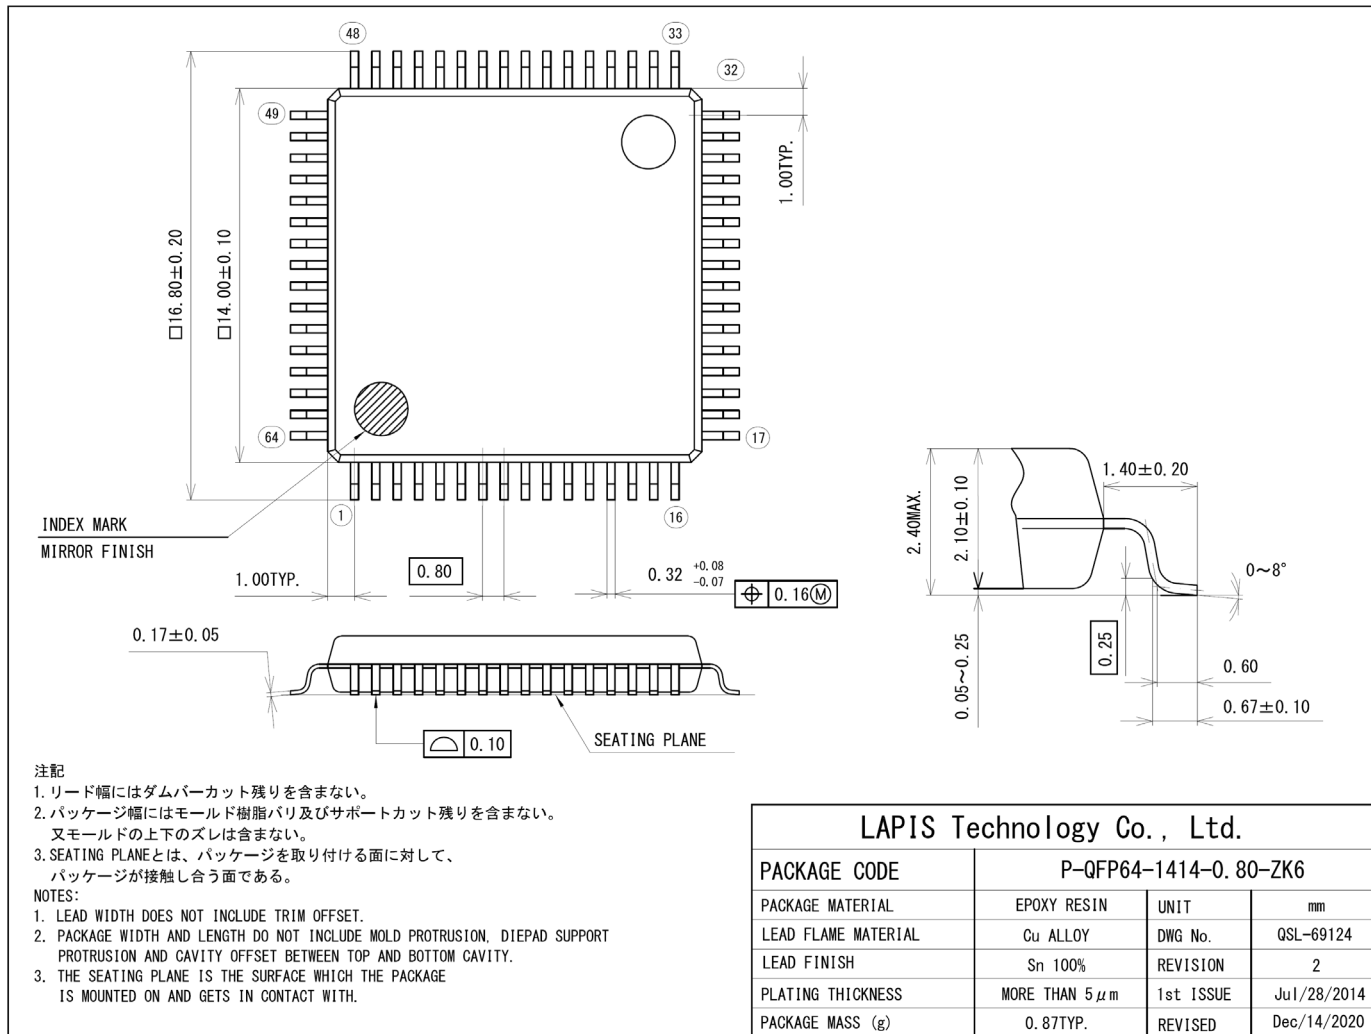 48
33
32
49
1.00TYP.
□16.80±0.20
□14.00±0.10
64
17
1
16
INDEX MARK
MIRROR FINISH
1.00TYP.
0.80
0.32 +0.08 -0.07
⌖ 0.16Ⓜ
2.40MAX.
2.10±0.10
1.40±0.20
0~8°
0.25
0.05~0.25
0.60
0.67±0.10
0.17±0.05
⌓ 0.10
SEATING PLANE
注記
1. リード幅にはダムバーカット残りを含まない。
2. パッケージ幅にはモールド樹脂バリ及びサポートカット残りを含まない。
又モールドの上下のズレは含まない。
3. SEATING PLANEとは、パッケージを取り付ける面に対して、
パッケージが接触し合う面である。
NOTES:
1. LEAD WIDTH DOES NOT INCLUDE TRIM OFFSET.
2. PACKAGE WIDTH AND LENGTH DO NOT INCLUDE MOLD PROTRUSION, DIEPAD SUPPORT
PROTRUSION AND CAVITY OFFSET BETWEEN TOP AND BOTTOM CAVITY.
3. THE SEATING PLANE IS THE SURFACE WHICH THE PACKAGE
IS MOUNTED ON AND GETS IN CONTACT WITH.
LAPIS Technology Co., Ltd.
PACKAGE CODE P-QFP64-1414-0.80-ZK6
PACKAGE MATERIAL EPOXY RESIN UNIT mm
LEAD FLAME MATERIAL Cu ALLOY DWG No. QSL-69124
LEAD FINISH Sn 100% REVISION 2
PLATING THICKNESS MORE THAN 5μm 1st ISSUE Jul/28/2014
PACKAGE MASS (g) 0.87TYP. REVISED Dec/14/2020